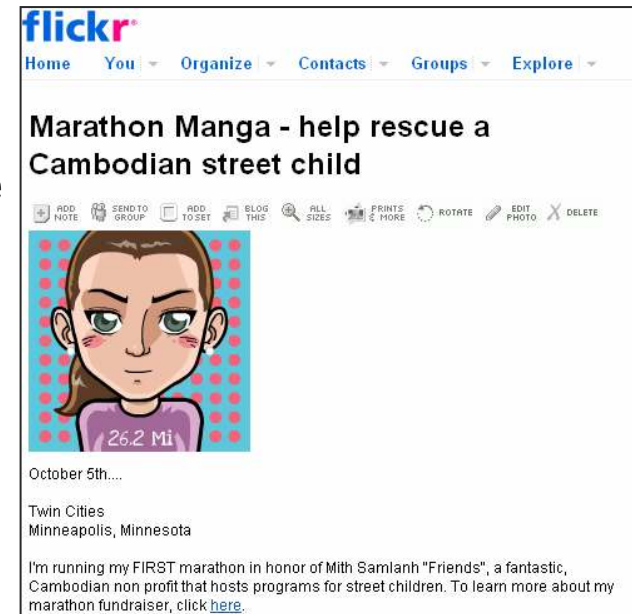 flickr
Home You Organize Contacts Groups Explore
Marathon Manga - help rescue a
Cambodian street child
ADD NOTE SEND TO GROUP ADD TO SET BLOG THIS ALL SIZES PRINTS & MORE ROTATE EDIT PHOTO DELETE
26.2 Mi
October 5th....
Twin Cities
Minneapolis, Minnesota
I'm running my FIRST marathon in honor of Mith Samlanh "Friends", a fantastic,
Cambodian non profit that hosts programs for street children. To learn more about my
marathon fundraiser, click here.